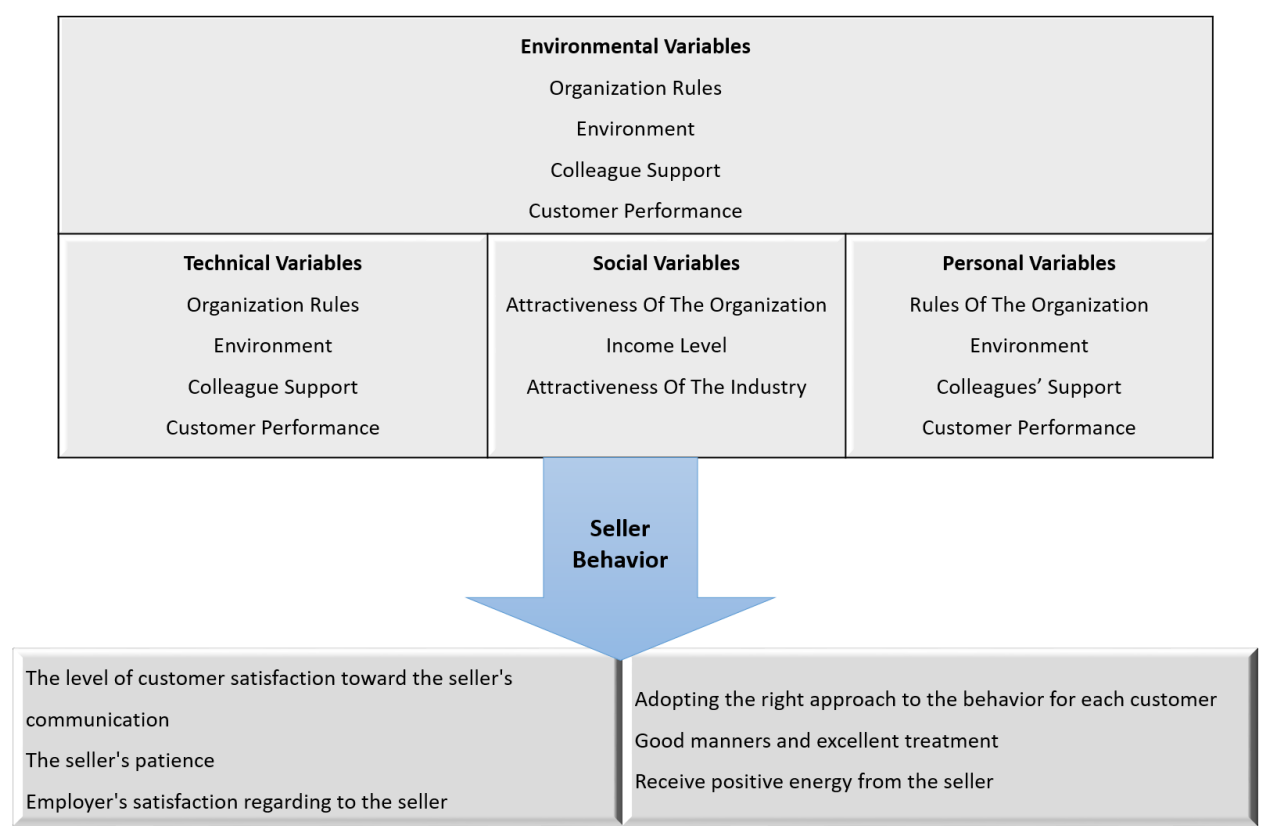 Environmental Variables
Organization Rules
Environment
Colleague Support
Customer Performance
Technical Variables
Organization Rules
Environment
Colleague Support
Customer Performance
Social Variables
Attractiveness Of The Organization
Income Level
Attractiveness Of The Industry
Personal Variables
Rules Of The Organization
Environment
Colleagues’ Support
Customer Performance
Seller
Behavior
The level of customer satisfaction toward the seller's
communication
The seller's patience
Employer's satisfaction regarding to the seller
Adopting the right approach to the behavior for each customer
Good manners and excellent treatment
Receive positive energy from the seller